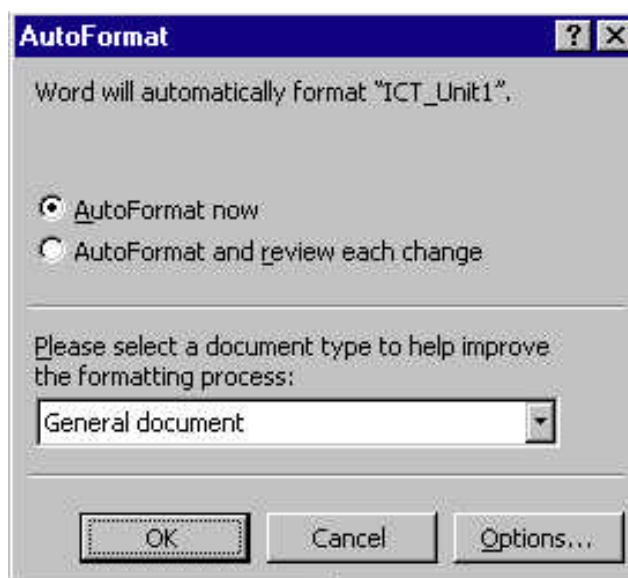 AutoFormat
Word will automatically format “ICT_Unit1”.
AutoFormat now
AutoFormat and review each change
Please select a document type to help improve
the formatting process:
General document
OK Cancel Options...